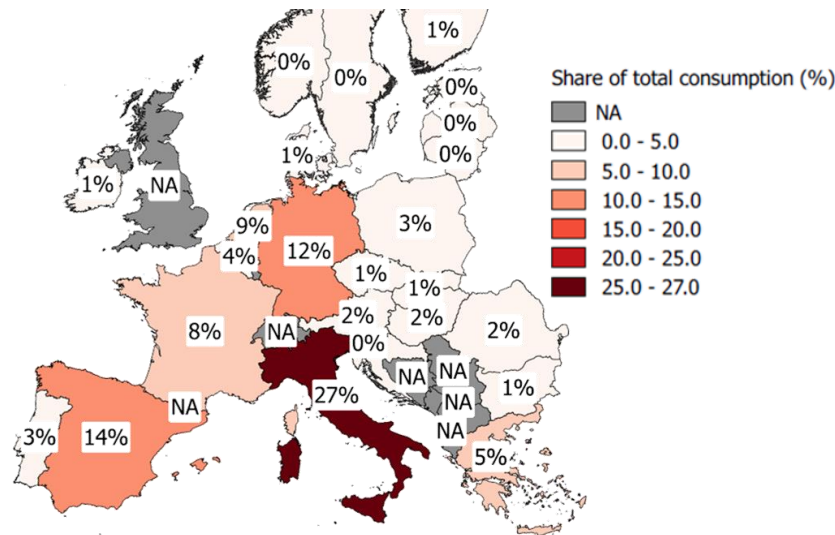 1%
0%
0%
0%
0%
0%
1%
1%
NA
9%
4%
12%
3%
1%
1%
2%
2%
0%
NA
8%
2%
NA
NA
1%
NA
NA
27%
NA
3%
14%
5%
Share of total consumption (%)
NA
0.0 - 5.0
5.0 - 10.0
10.0 - 15.0
15.0 - 20.0
20.0 - 25.0
25.0 - 27.0